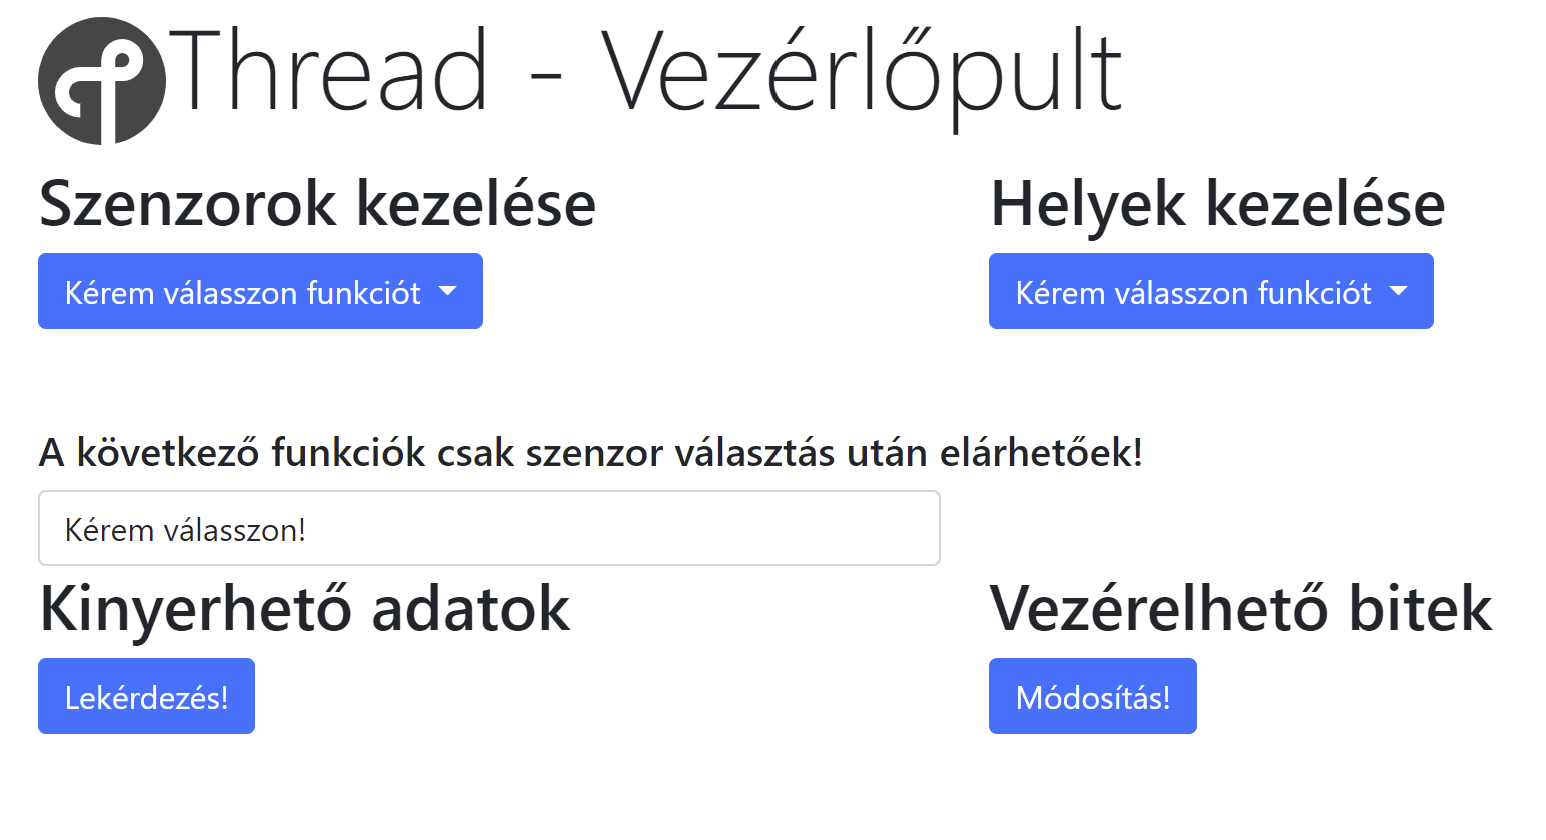 Thread - Vezérlőpult
Szenzorok kezelése
Helyek kezelése
Kérem válasszon funkciót
Kérem válasszon funkciót
A következő funkciók csak szenzor választás után elárhetőek!
Kérem válasszon!
Kinyerhető adatok
Vezérelhető bitek
Lekérdezés!
Módosítás!